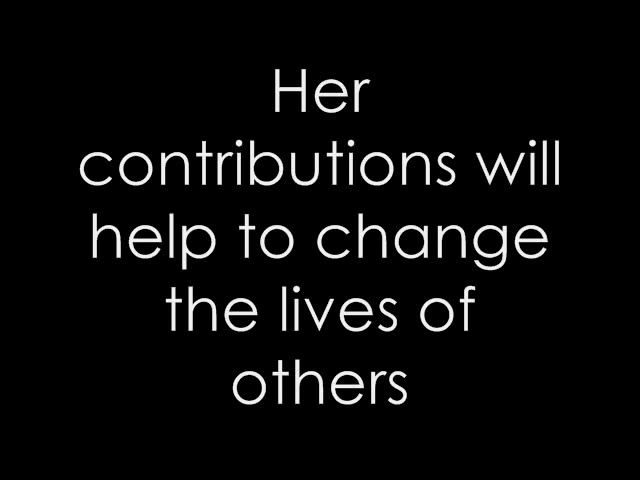 Her
contributions will
help to change
the lives of
others